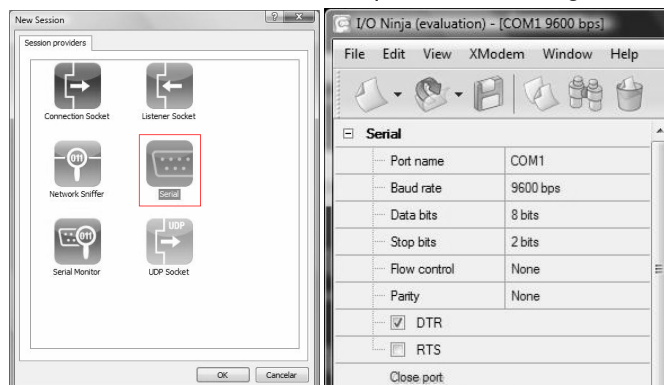 New Session
Session providers
Connection Socket
Listener Socket
011
Network Sniffer
Serial
011
UDP
Serial Monitor
UDP Socket
OK
Cancelar
I/O Ninja (evaluation) - [COM1 9600 bps]
File Edit View XModem Window Help
Serial
Port name COM1
Baud rate 9600 bps
Data bits 8 bits
Stop bits 2 bits
Flow control None
Parity None
DTR
RTS
Close port